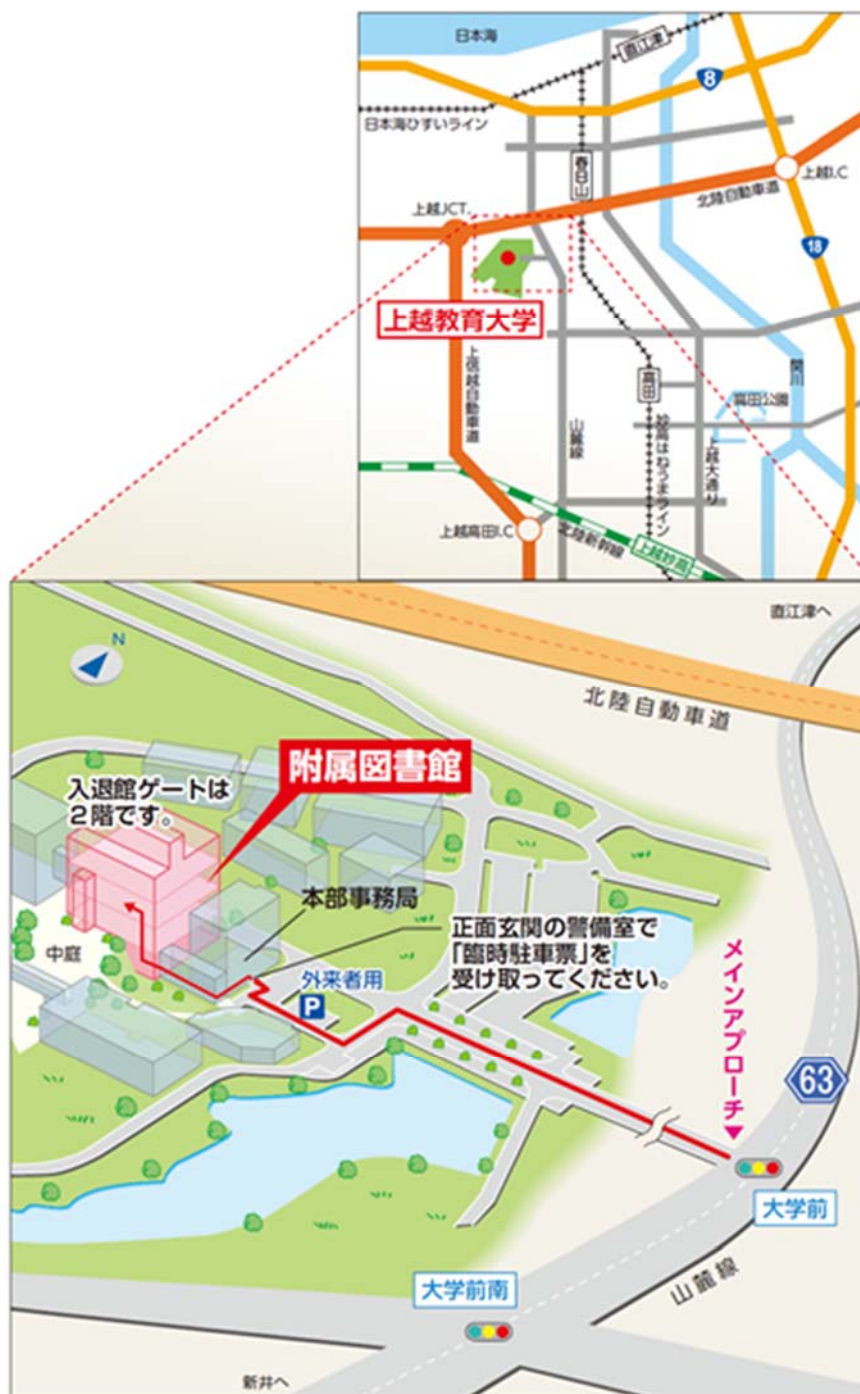 日本海
直江津
8
日本海ひすいライン
春日山
上越I.C
北陸自動車道
上越JCT.
18
上越教育大学
上信越自動車道
高田
関川
高田公園
山麓線
妙高はねうまライン
上越大通り
上越高田I.C
北陸新幹線
上越妙高
直江津へ
N
北陸自動車道
附属図書館
入退館ゲートは
2階です。
本部事務局
正面玄関の警備室で
「臨時駐車票」を
受け取ってください。
中庭
外来者用
P
メインアプローチ
63
大学前
山麓線
大学前南
新井へ